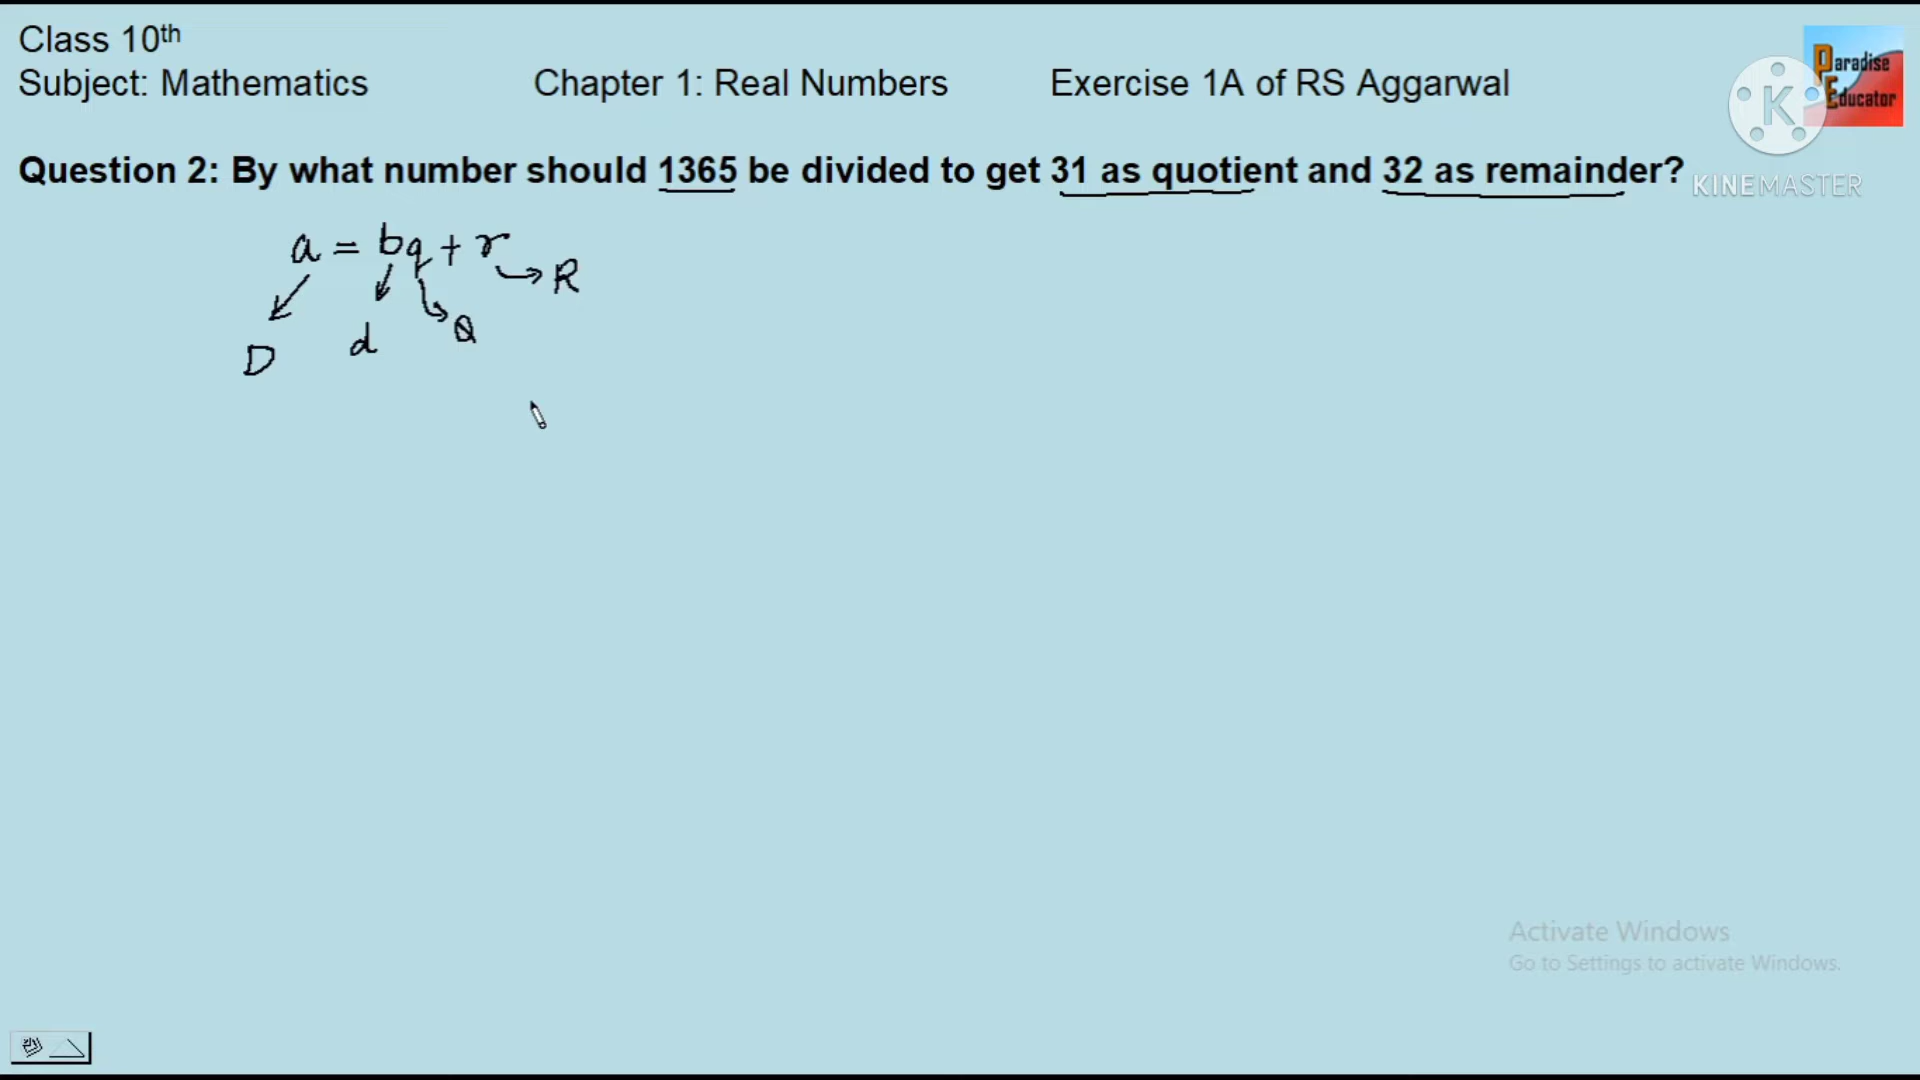 Class 10th
Subject: Mathematics Chapter 1: Real Numbers Exercise 1A of RS Aggarwal
Paradise
Educator
K
Question 2: By what number should 1365 be divided to get 31 as quotient and 32 as remainder?
KINEMASTER
a = bq + r
R
D d Q
Activate Windows
Go to Settings to activate Windows.